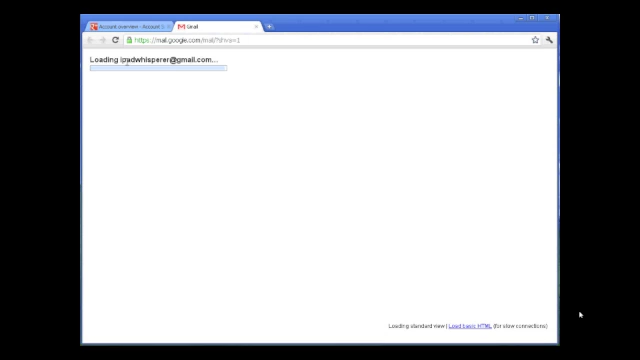 Account overview - Account S
Gmail
https://mail.google.com/mail/?shva=1
Loading ipadwhisperer@gmail.com...
Loading standard view | Load basic HTML (for slow connections)